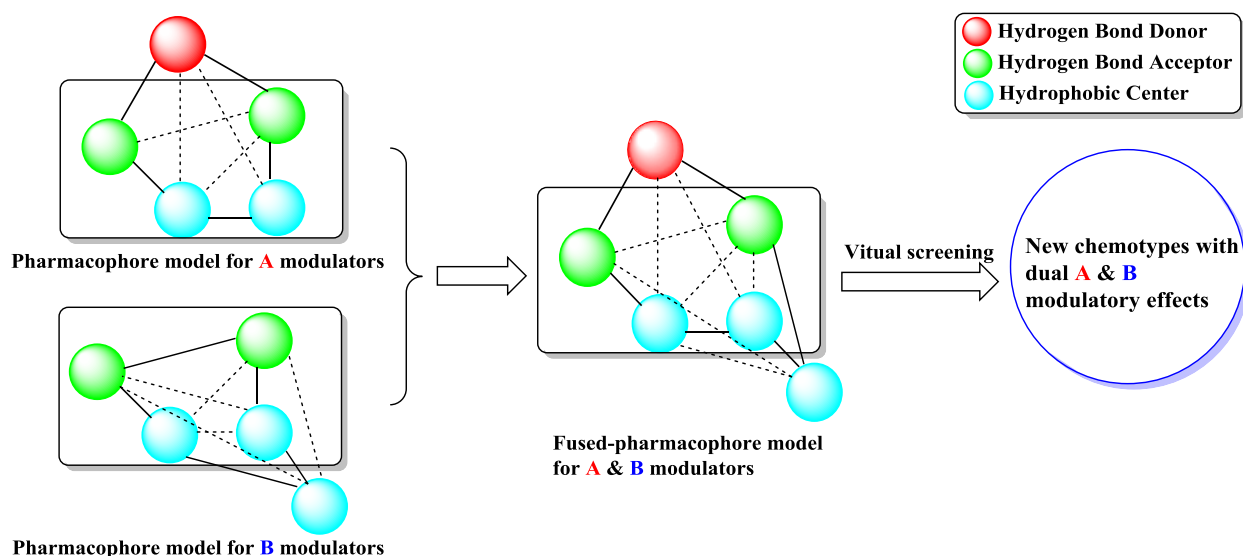 Hydrogen Bond Donor
Hydrogen Bond Acceptor
Hydrophobic Center
Pharmacophore model for A modulators
Vitual screening
New chemotypes with
dual A & B
modulatory effects
Fused-pharmacophore model
for A & B modulators
Pharmacophore model for B modulators